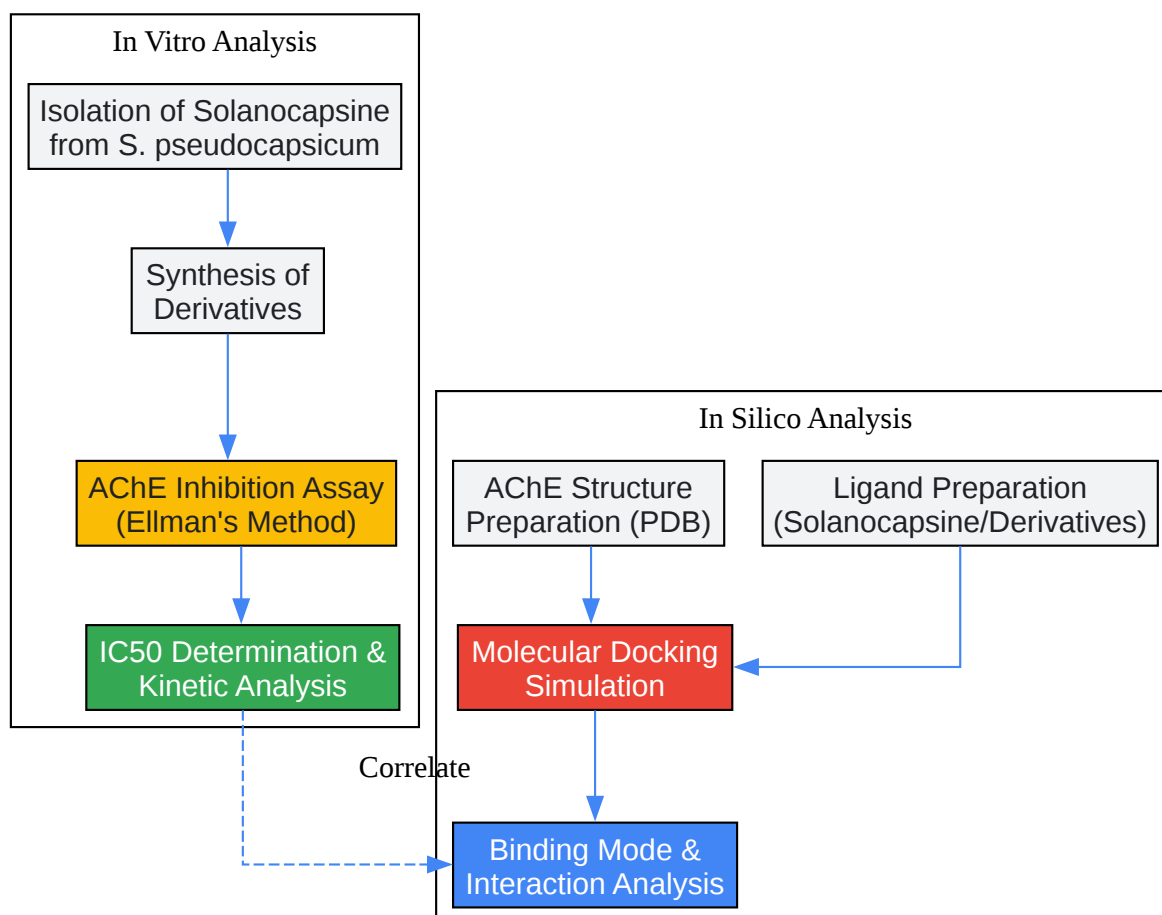 In Vitro Analysis
Isolation of Solanocapsine
from S. pseudocapsicum
Synthesis of
Derivatives
AChE Inhibition Assay
(Ellman's Method)
IC50 Determination &
Kinetic Analysis
In Silico Analysis
AChE Structure
Preparation (PDB)
Ligand Preparation
(Solanocapsine/Derivatives)
Molecular Docking
Simulation
Correlate
Binding Mode &
Interaction Analysis